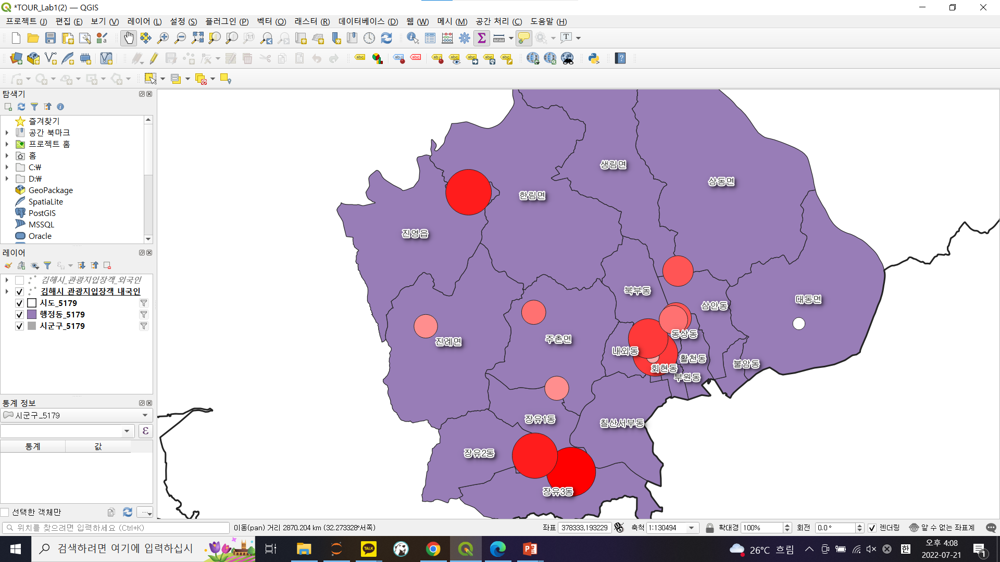 *TOUR_Lab1(2) — QGIS
프로젝트 (J) 편집 (E) 보기 (V) 레이어 (L) 설정 (S) 플러그인 (P) 벡터 (O) 래스터 (R) 데이터베이스 (D) 웹 (W) 메시 (M) 공간 처리 (C) 도움말 (H)
탐색기
즐겨찾기
공간 북마크
프로젝트 홈
홈
C:₩
D:₩
GeoPackage
SpatiaLite
PostGIS
MSSQL
Oracle
레이어
김해시_관광지입장객_외국인
김해시_관광지입장객_내국인
시도_5179
행정동_5179
시군구_5179
통계 정보
시군구_5179
통계 값
선택한 객체만
생림면
상동면
한림면
진영읍
북부동
대동면
삼안동
동상동
주촌면
진례면
내외동
활천동
불암동
회현동
부원동
장유1동
칠산서부동
장유2동
장유3동
위치를 찾으려면 입력하세요 (Ctrl+K)
이동(pan) 거리 2870.204 km (32.273328°서쪽)
좌표 378333,193229 축척 1:130494 확대경 100% 회전 0.0 ° 렌더링 알 수 없는 좌표계
검색하려면 여기에 입력하십시
TALK
26°C 흐림
한
오후 4:08
2022-07-21
1